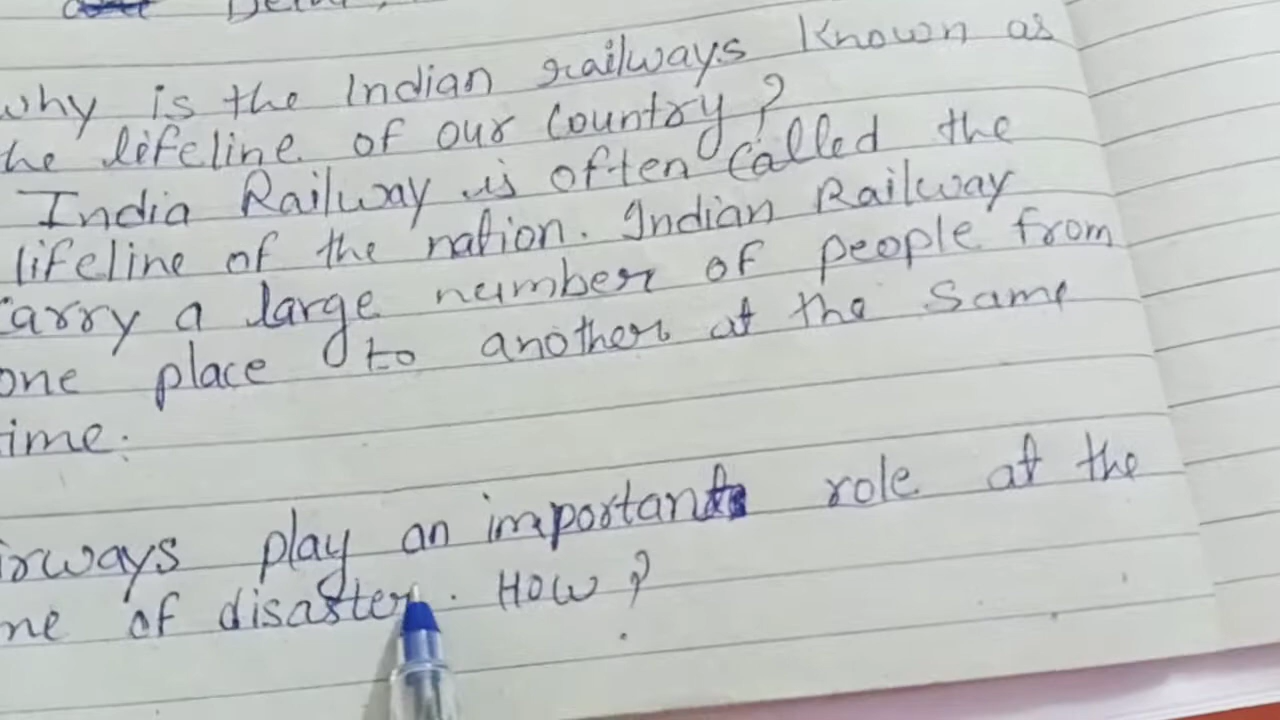 why is the Indian railways known as
he lifeline of our country?
India Railway is often called the
lifeline of the nation. Indian Railway
carry a large number of people from
one place to another at the same
ime.
irways play an important role at the
me of disaster. How?